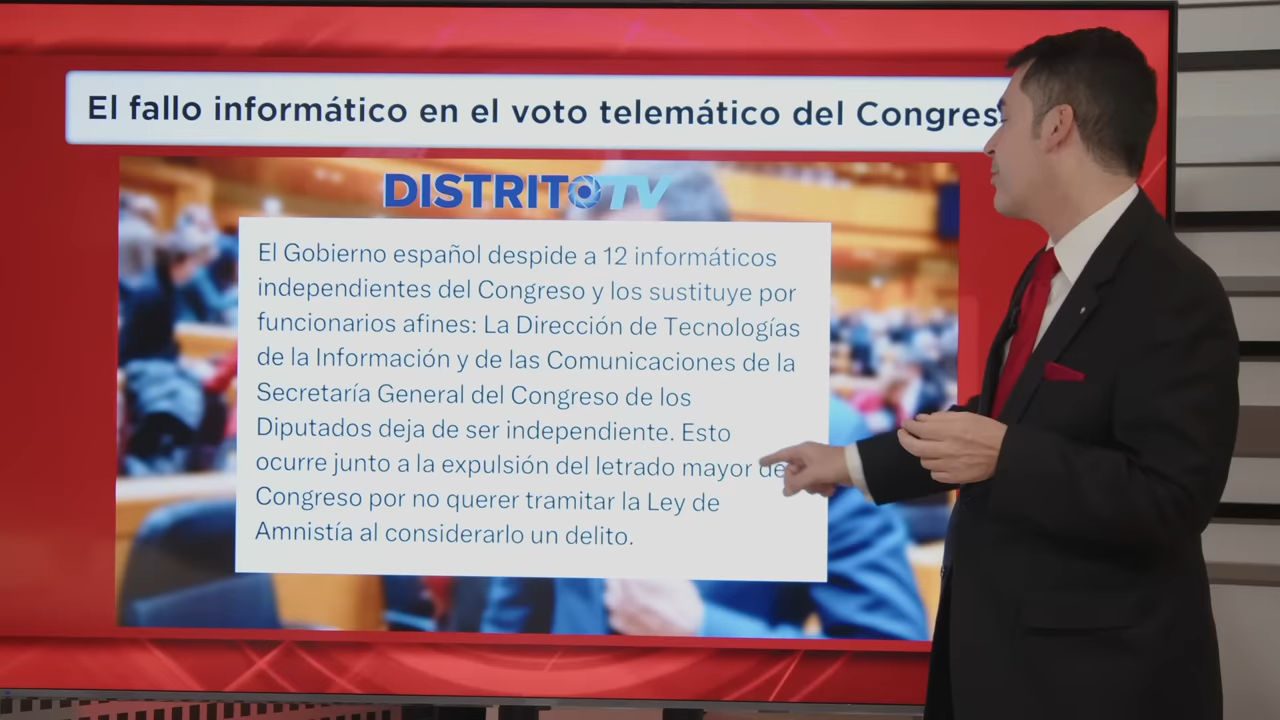 El fallo informático en el voto telemático del Congres
DISTRITOTV
El Gobierno español despide a 12 informáticos
independientes del Congreso y los sustituye por
funcionarios afines: La Dirección de Tecnologías
de la Información y de las Comunicaciones de la
Secretaría General del Congreso de los
Diputados deja de ser independiente. Esto
ocurre junto a la expulsión del letrado mayor de
Congreso por no querer tramitar la Ley de
Amnistía al considerarlo un delito.